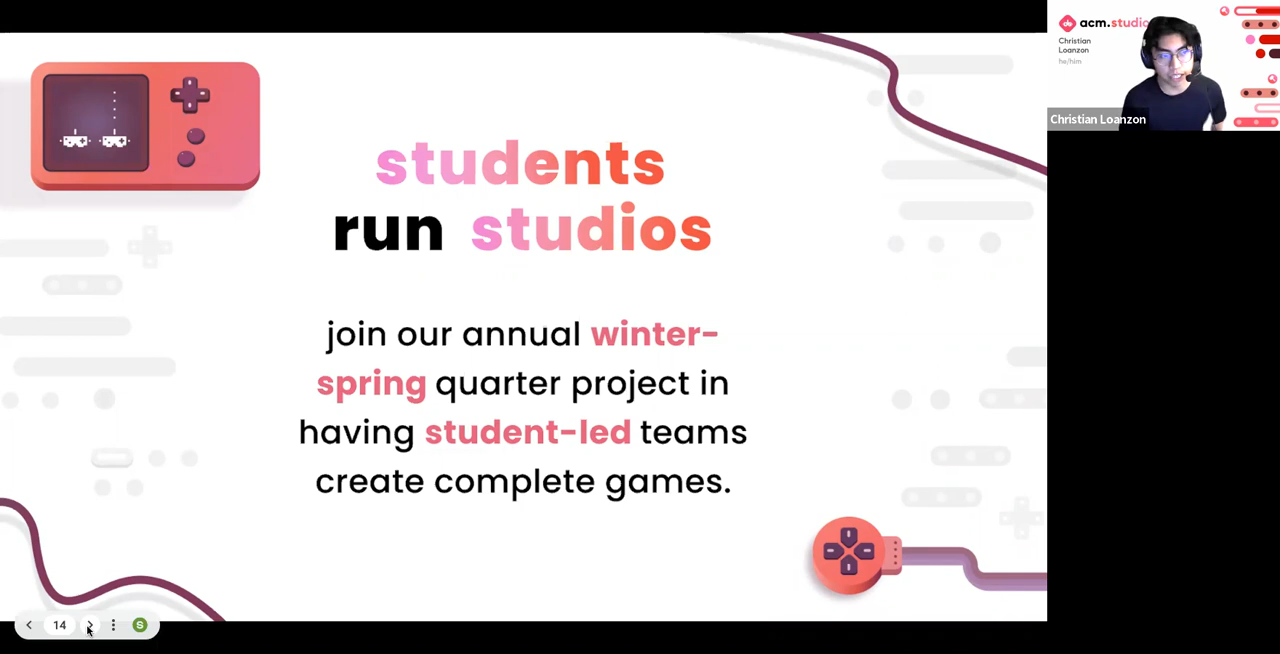 students
run studios
join our annual winter-
spring quarter project in
having student-led teams
create complete games.
acm.studio
Christian
Loanzon
he/him
Christian Loanzon
14
S